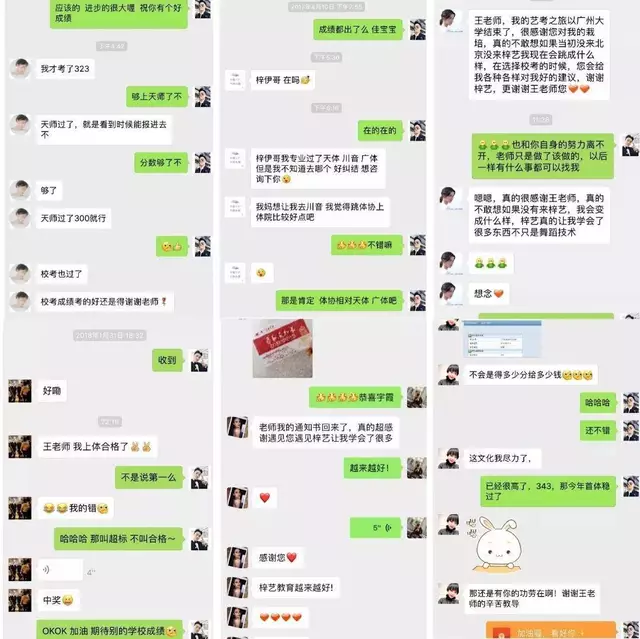 应该的 进步的很大喔 祝你有个好
成绩
我才考了323
够上天师了不
天师过了，就是看到时候能报进去
不
分数够了不
够了
天师过了300就行
校考也过了
校考成绩考的好还是得谢谢老师
成绩都出了么 佳宝宝
梓伊哥 在吗
在的在的
梓伊哥我专业过了天体 川音 广体
但是我不知道去哪个 好纠结 想咨
询下你
我妈想让我去川音 我觉得跳体协上
体院比较好点吧
不错嘛
那是肯定 体协相对天体 广体吧
王老师，我的艺考之旅以广州大
学结束了，很感谢您对我的栽
培，真的不敢想如果当初没来北
京没来梓艺我现在会跳成什么
样，在选择校考的时候，您会给
我各种各样对我好的建议，谢谢
梓艺，更谢谢王老师您
也和你自身的努力离不
开，老师只是做了该做的，以后
一样有什么事都可以找我
嗯嗯，真的很感谢王老师，真的
不敢想如果没有来梓艺，我会变
成什么样，梓艺真的让我学会了
很多东西不只是舞蹈技术
想念
收到
好嘞
王老师 我上体合格了
不是说第一么
我的错
哈哈哈 那叫超标 不叫合格～
4"
中奖
OKOK 加油 期待别的学校成绩
恭喜宇霞
老师我的通知书回来了，真的超感
谢遇见您遇见梓艺让我学会了很多
越来越好！
5"
感谢您
梓艺教育越来越好！
不会是得多少分给多少钱
哈哈哈
还不错
这文化我尽力了，
已经很高了，343，那今年首体稳
过了
那还是有你的功劳在啊！谢谢王老
师的辛苦教导